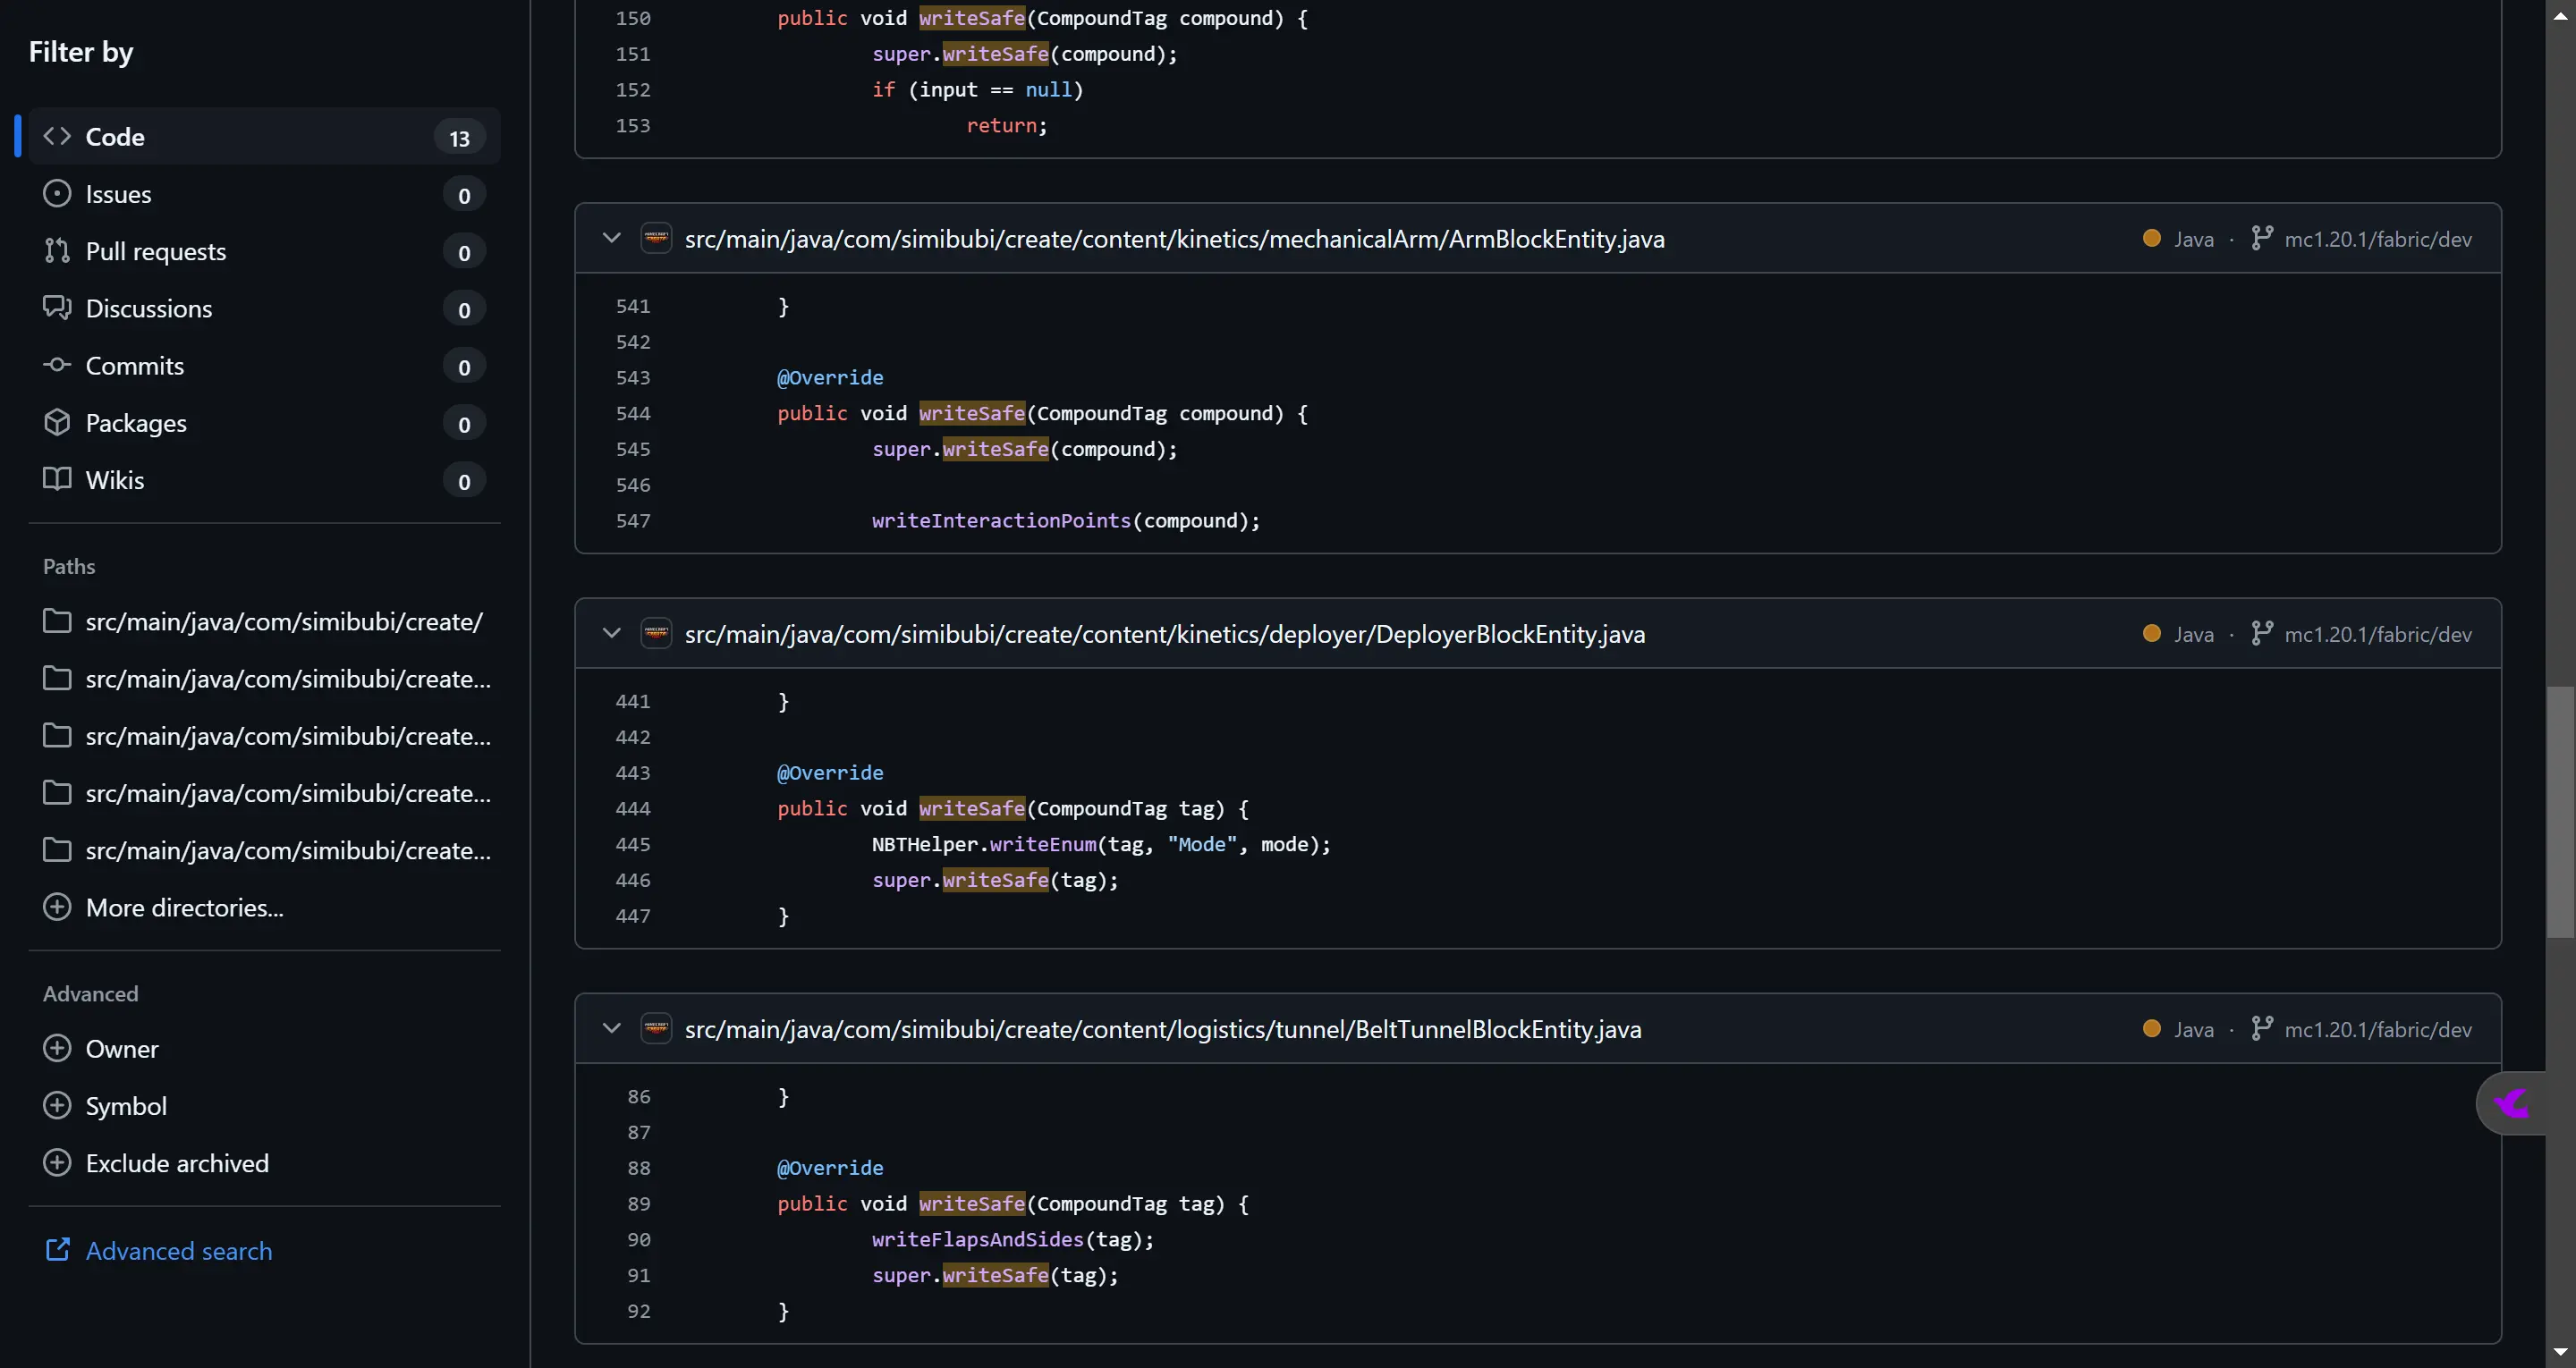 Filter by
Code 13
Issues 0
Pull requests 0
Discussions 0
Commits 0
Packages 0
Wikis 0
Paths
src/main/java/com/simibubi/create/
src/main/java/com/simibubi/create...
src/main/java/com/simibubi/create...
src/main/java/com/simibubi/create...
src/main/java/com/simibubi/create...
More directories...
Advanced
Owner
Symbol
Exclude archived
Advanced search
150 public void writeSafe(CompoundTag compound) {
151 super.writeSafe(compound);
152 if (input == null)
153 return;
src/main/java/com/simibubi/create/content/kinetics/mechanicalArm/ArmBlockEntity.java Java · mc1.20.1/fabric/dev
541 }
542
543 @Override
544 public void writeSafe(CompoundTag compound) {
545 super.writeSafe(compound);
546
547 writeInteractionPoints(compound);
src/main/java/com/simibubi/create/content/kinetics/deployer/DeployerBlockEntity.java Java · mc1.20.1/fabric/dev
441 }
442
443 @Override
444 public void writeSafe(CompoundTag tag) {
445 NBTHelper.writeEnum(tag, "Mode", mode);
446 super.writeSafe(tag);
447 }
src/main/java/com/simibubi/create/content/logistics/tunnel/BeltTunnelBlockEntity.java Java · mc1.20.1/fabric/dev
86 }
87
88 @Override
89 public void writeSafe(CompoundTag tag) {
90 writeFlapsAndSides(tag);
91 super.writeSafe(tag);
92 }